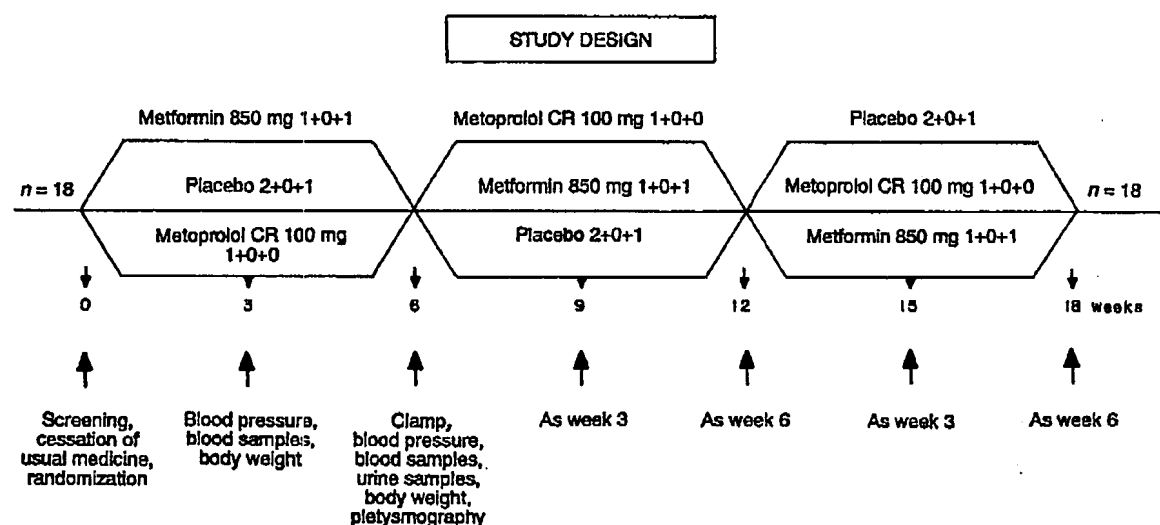 STUDY DESIGN
Metformin 850 mg 1+0+1
Metoprolol CR 100 mg 1+0+0
Placebo 2+0+1
n = 18
Placebo 2+0+1
Metformin 850 mg 1+0+1
Metoprolol CR 100 mg 1+0+0
n = 18
Metoprolol CR 100 mg
1+0+0
Placebo 2+0+1
Metformin 850 mg 1+0+1
0
3
6
9
12
15
18 weeks
Screening,
cessation of
usual medicine,
randomization
Blood pressure,
blood samples,
body weight
Clamp,
blood pressure,
blood samples,
urine samples,
body weight,
pletysmography
As week 3
As week 6
As week 3
As week 6